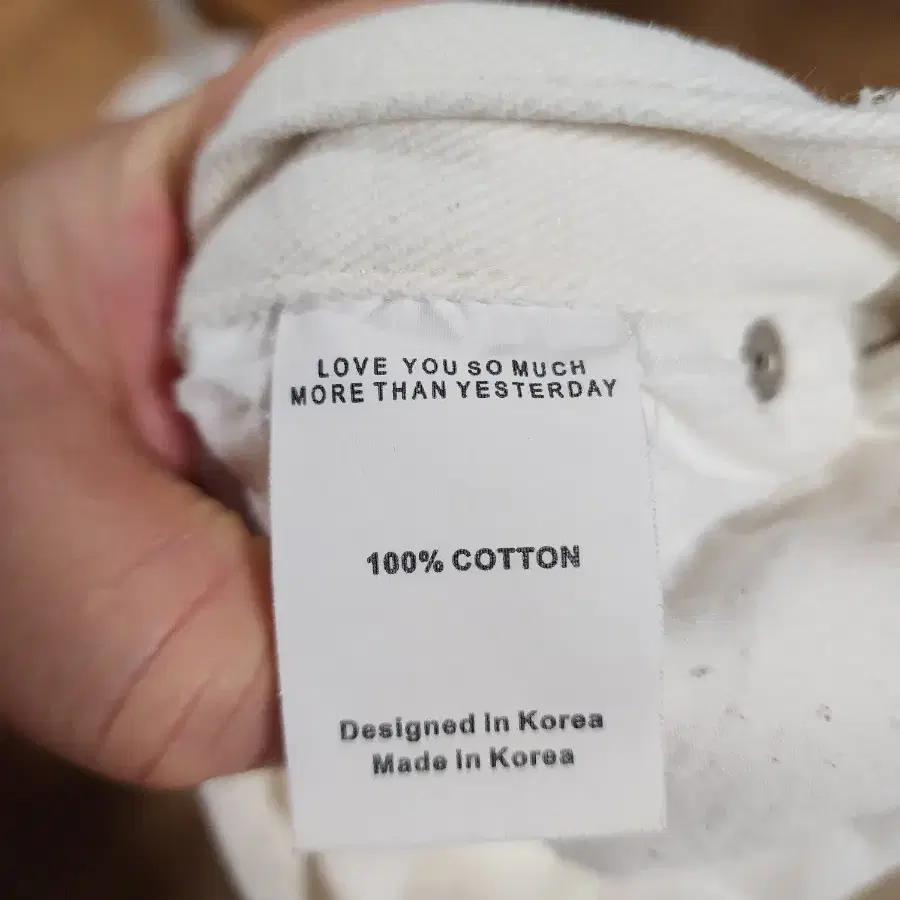 LOVE YOU SO MUCH
MORE THAN YESTERDAY
100% COTTON
Designed in Korea
Made in Korea